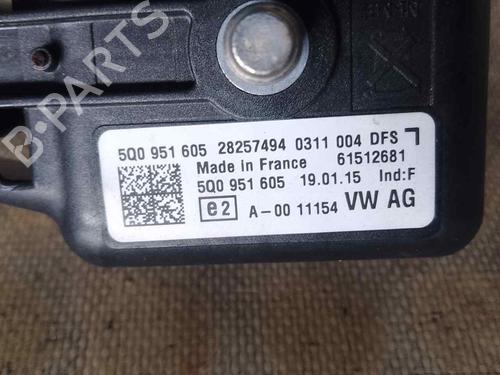 B-PARTS
5Q0 951 605 28257494 0311 004 DFS
Made in France 61512681
5Q0 951 605 19.01.15 Ind:F
e2 A-00 11154 VW AG